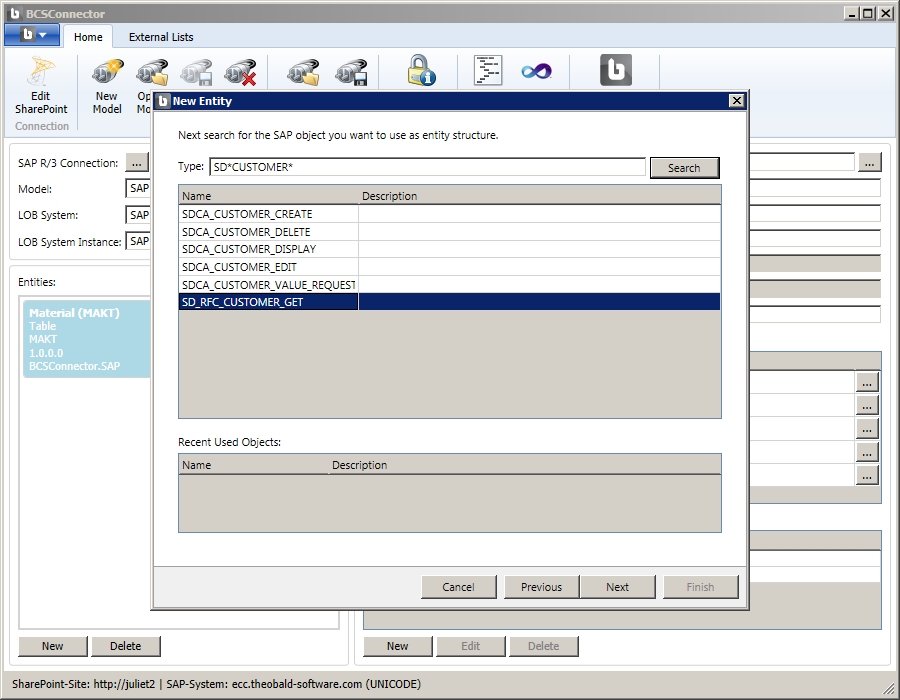 BCSConnector
Home
External Lists
Edit
SharePoint
New
Model
Op
Mo
Connection
New Entity
Next search for the SAP object you want to use as entity structure.
Type:
SD*CUSTOMER*
Search
Name
Description
SDCA_CUSTOMER_CREATE
SDCA_CUSTOMER_DELETE
SDCA_CUSTOMER_DISPLAY
SDCA_CUSTOMER_EDIT
SDCA_CUSTOMER_VALUE_REQUEST
SD_RFC_CUSTOMER_GET
Recent Used Objects:
Name
Description
Cancel
Previous
Next
Finish
SAP R/3 Connection:
...
...
Model:
SAP
LOB System:
SAP
LOB System Instance:
SAP
Entities:
Material (MAKT)
Table
MAKT
1.0.0.0
BCSConnector.SAP
...
...
...
...
...
New
Delete
New
Edit
Delete
SharePoint-Site: http://juliet2 | SAP-System: ecc.theobald-software.com (UNICODE)